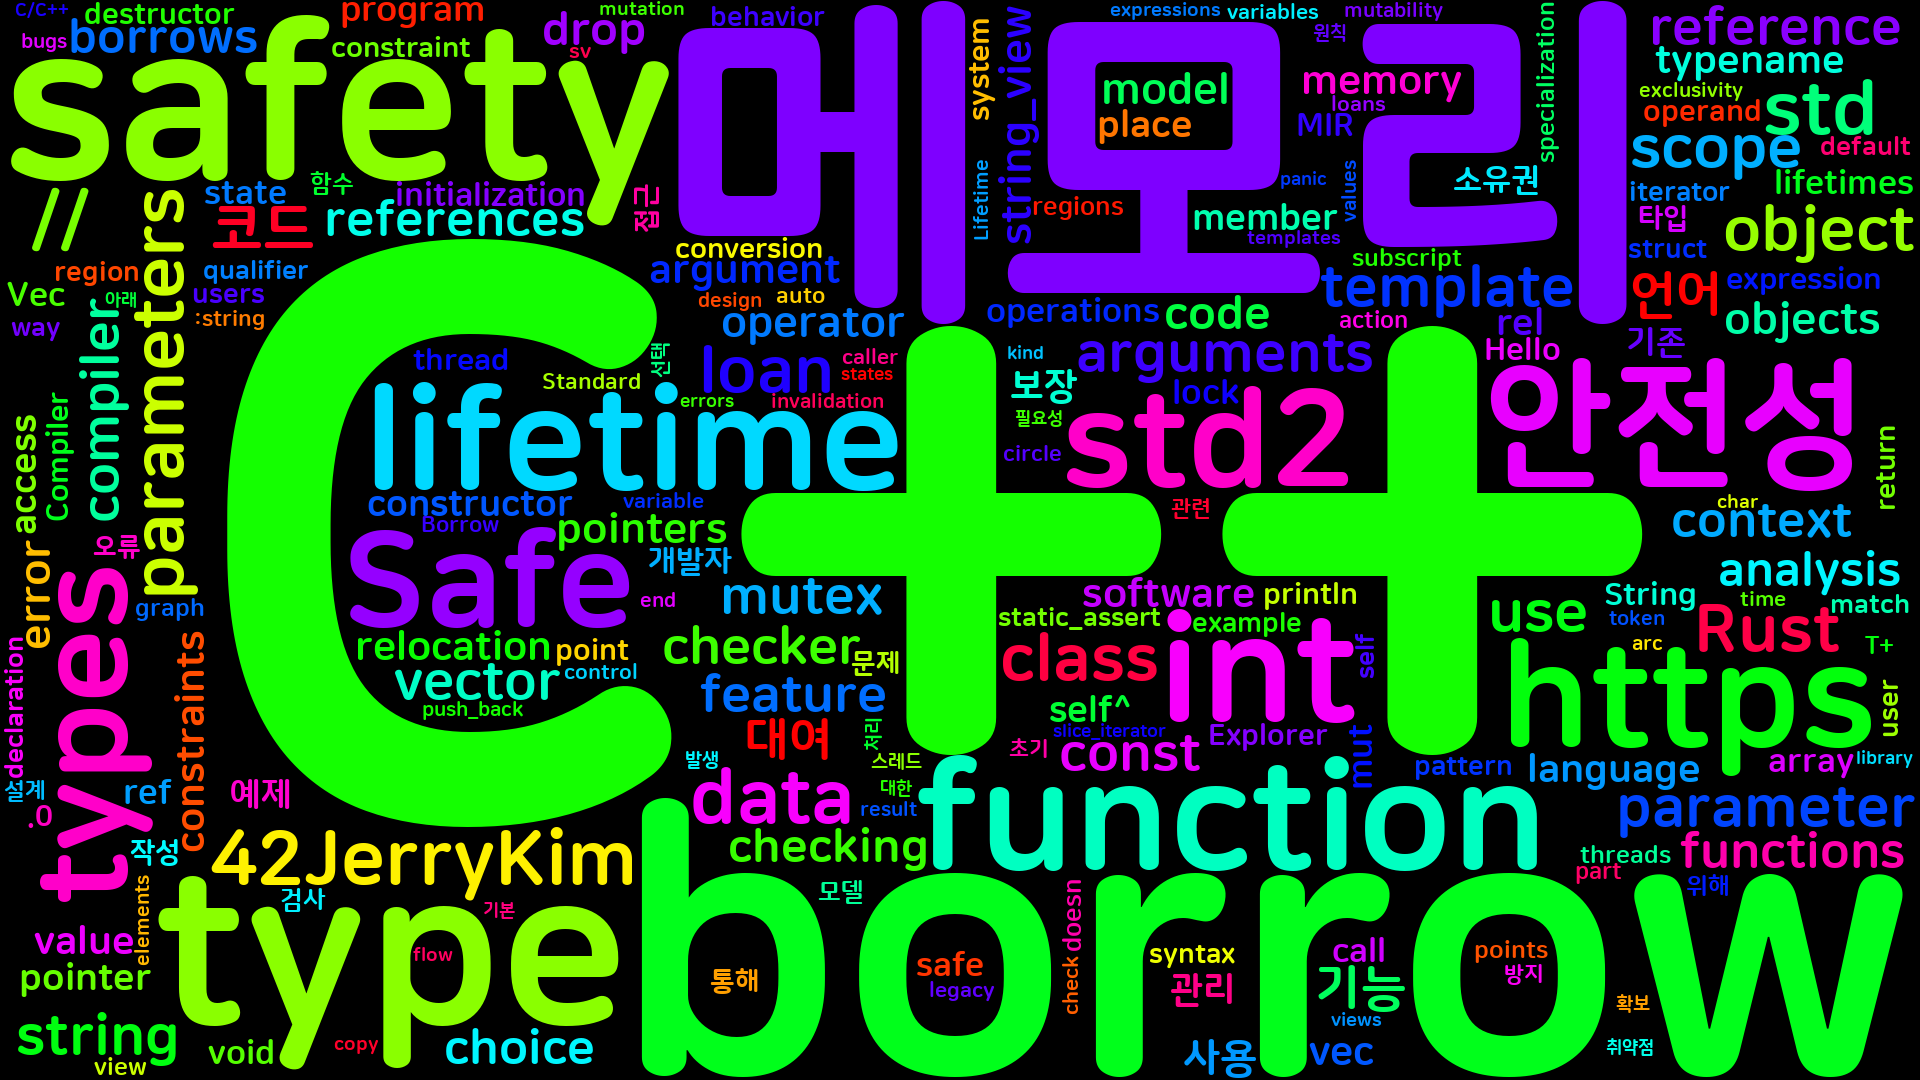 C/C++
destructor
program
mutation
behavior
expressions
variables
mutability
reference
bugs
borrows
constraint
drop
sv
system
원칙
specialization
typename
safety
메모리
string_view
model
memory
exclusivity
place
loans
MIR
operand
std
scope
default
//
parameters
state
함수
initialization
접근
Lifetime
regions
panic
values
소유권
iterator
lifetimes
코드
references
member
templates
타입
object
conversion
struct
region
qualifier
argument
subscript
Vec
아래
users
design
auto
template
언어
expression
way
compiler
:string
operator
operations
code
action
rel
objects
thread
선택
loan
caller
states
kind
arguments
Hello
기존
Standard
lock
보장
안전성
C++
lifetime
errors
invalidation
필요성
std2
access
Compiler
circle
return
constructor
variable
관련
char
context
Borrow
pointers
Safe
개발자
analysis
error
types
graph
end
mutex
software
println
use
String
time
match
static_assert
example
token
Rust
arc
T+
declaration
constraints
relocation
point
checker
문제
class
int
self
https
vector
control
feature
self^
user
push_back
대여
처리
초기
const
slice_iterator
Explorer
mut
발생
스레드
pattern
language
array
library
설계
ref
예제
data
대한
result
function
parameter
.0
작성
42JerryKim
checking
threads
functions
elements
검사
기본
type
borrow
모델
part
위해
value
flow
doesn
check
syntax
call
points
pointer
통해
safe
legacy
관리
기능
방지
확보
string
void
copy
choice
views
view
사용
vec
취약점